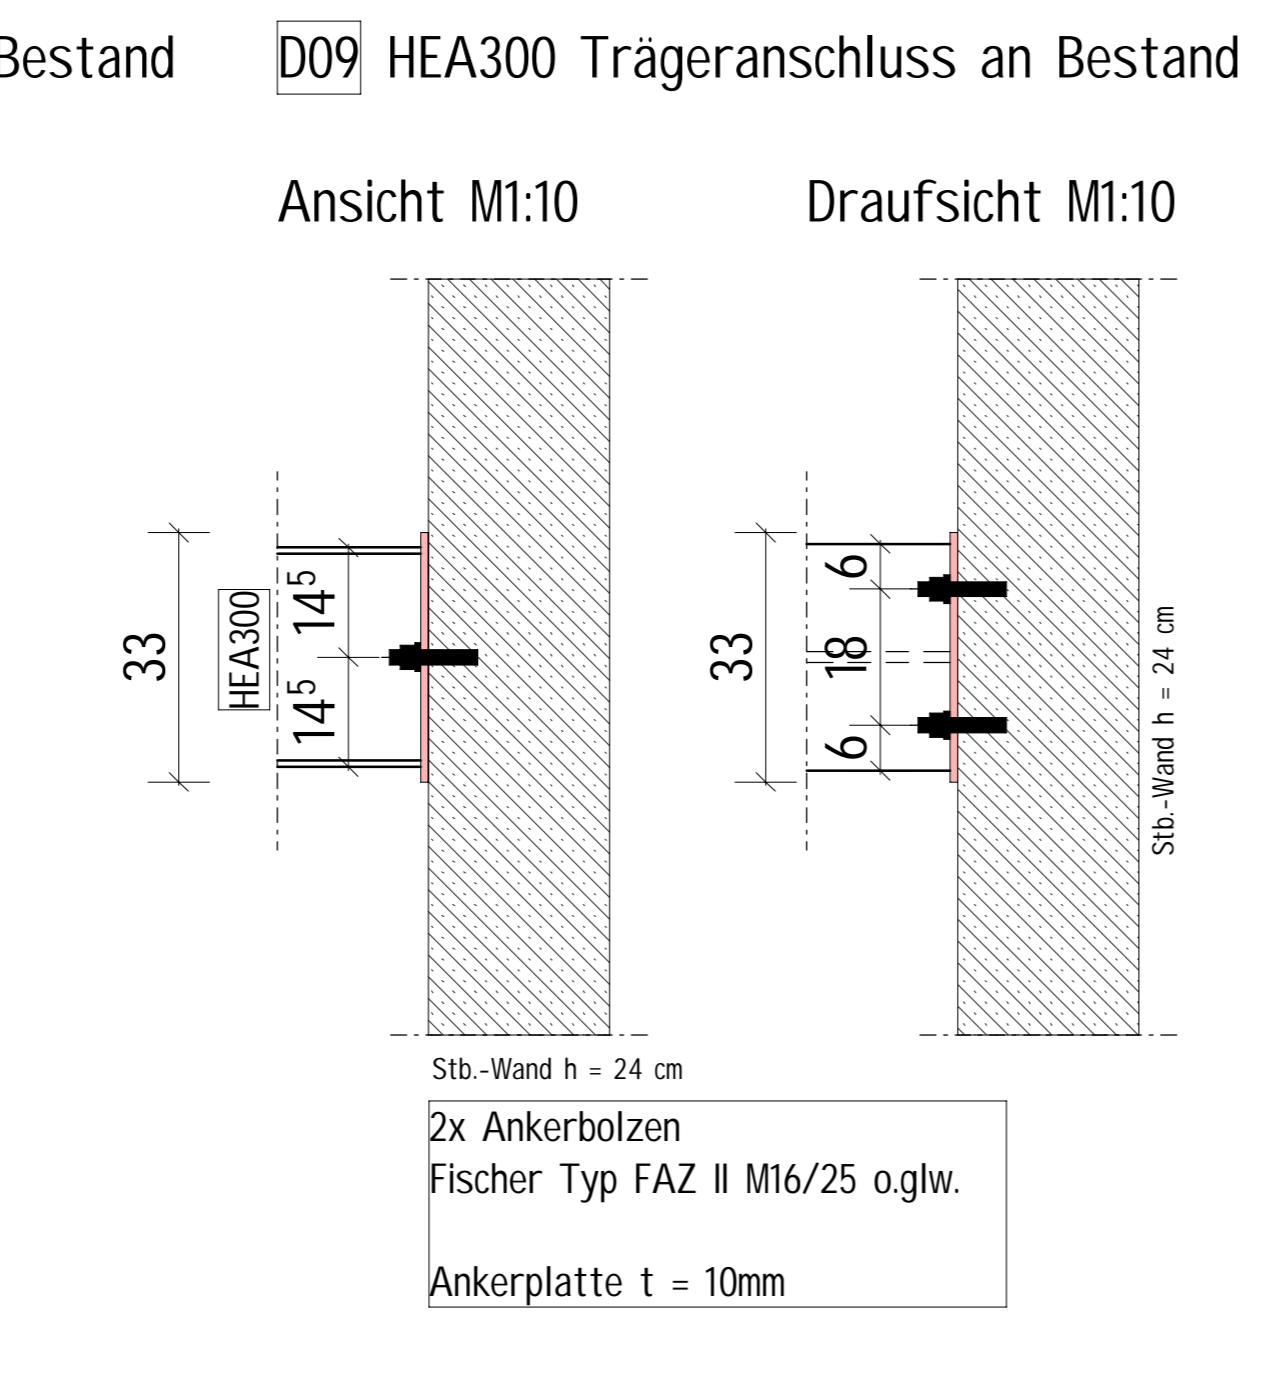 Bestand
D09 HEA300 Trägeranschluss an Bestand
Ansicht M1:10
Draufsicht M1:10
33
HEA300
14⁵
14⁵
33
6
18
6
Stb.-Wand h = 24 cm
Stb.-Wand h = 24 cm
2x Ankerbolzen
Fischer Typ FAZ II M16/25 o.glw.
Ankerplatte t = 10mm